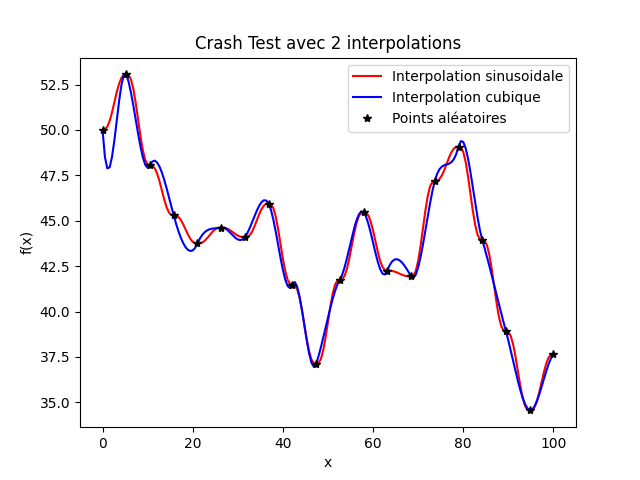 Crash Test avec 2 interpolations
Interpolation sinusoidale
Interpolation cubique
Points aléatoires
f(x)
52.5
50.0
47.5
45.0
42.5
40.0
37.5
35.0
0 20 40 60 80 100
x